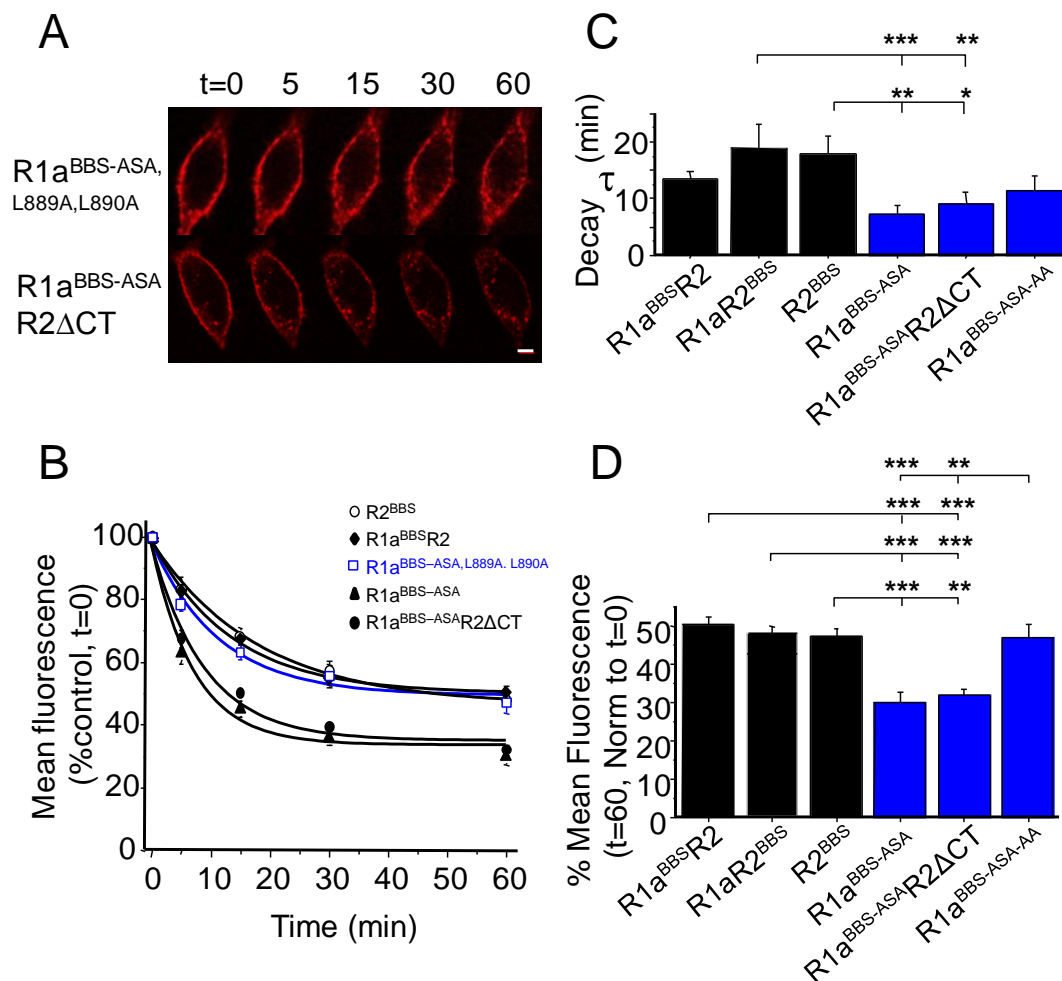 A
t=0 5 15 30 60
R1a^BBS-ASA,
L889A,L890A
R1a^BBS-ASA
R2ΔCT
B
100
80
60
40
20
0
0 10 20 30 40 50 60
Mean fluorescence
(%control, t=0)
Time (min)
R2^BBS
R1a^BBS R2
R1a^BBS–ASA,L889A. L890A
R1a^BBS–ASA
R1a^BBS–ASA R2ΔCT
C
*** **
** *
20
10
0
Decay τ (min)
R1a^BBS R2
R1aR2^BBS
R2^BBS
R1a^BBS-ASA
R1a^BBS-ASA R2ΔCT
R1a^BBS-ASA-AA
D
*** **
*** ***
*** ***
*** **
50
40
30
20
10
0
% Mean Fluorescence
(t=60, Norm to t=0)
R1a^BBS R2
R1aR2^BBS
R2^BBS
R1a^BBS-ASA
R1a^BBS-ASA R2ΔCT
R1a^BBS-ASA-AA